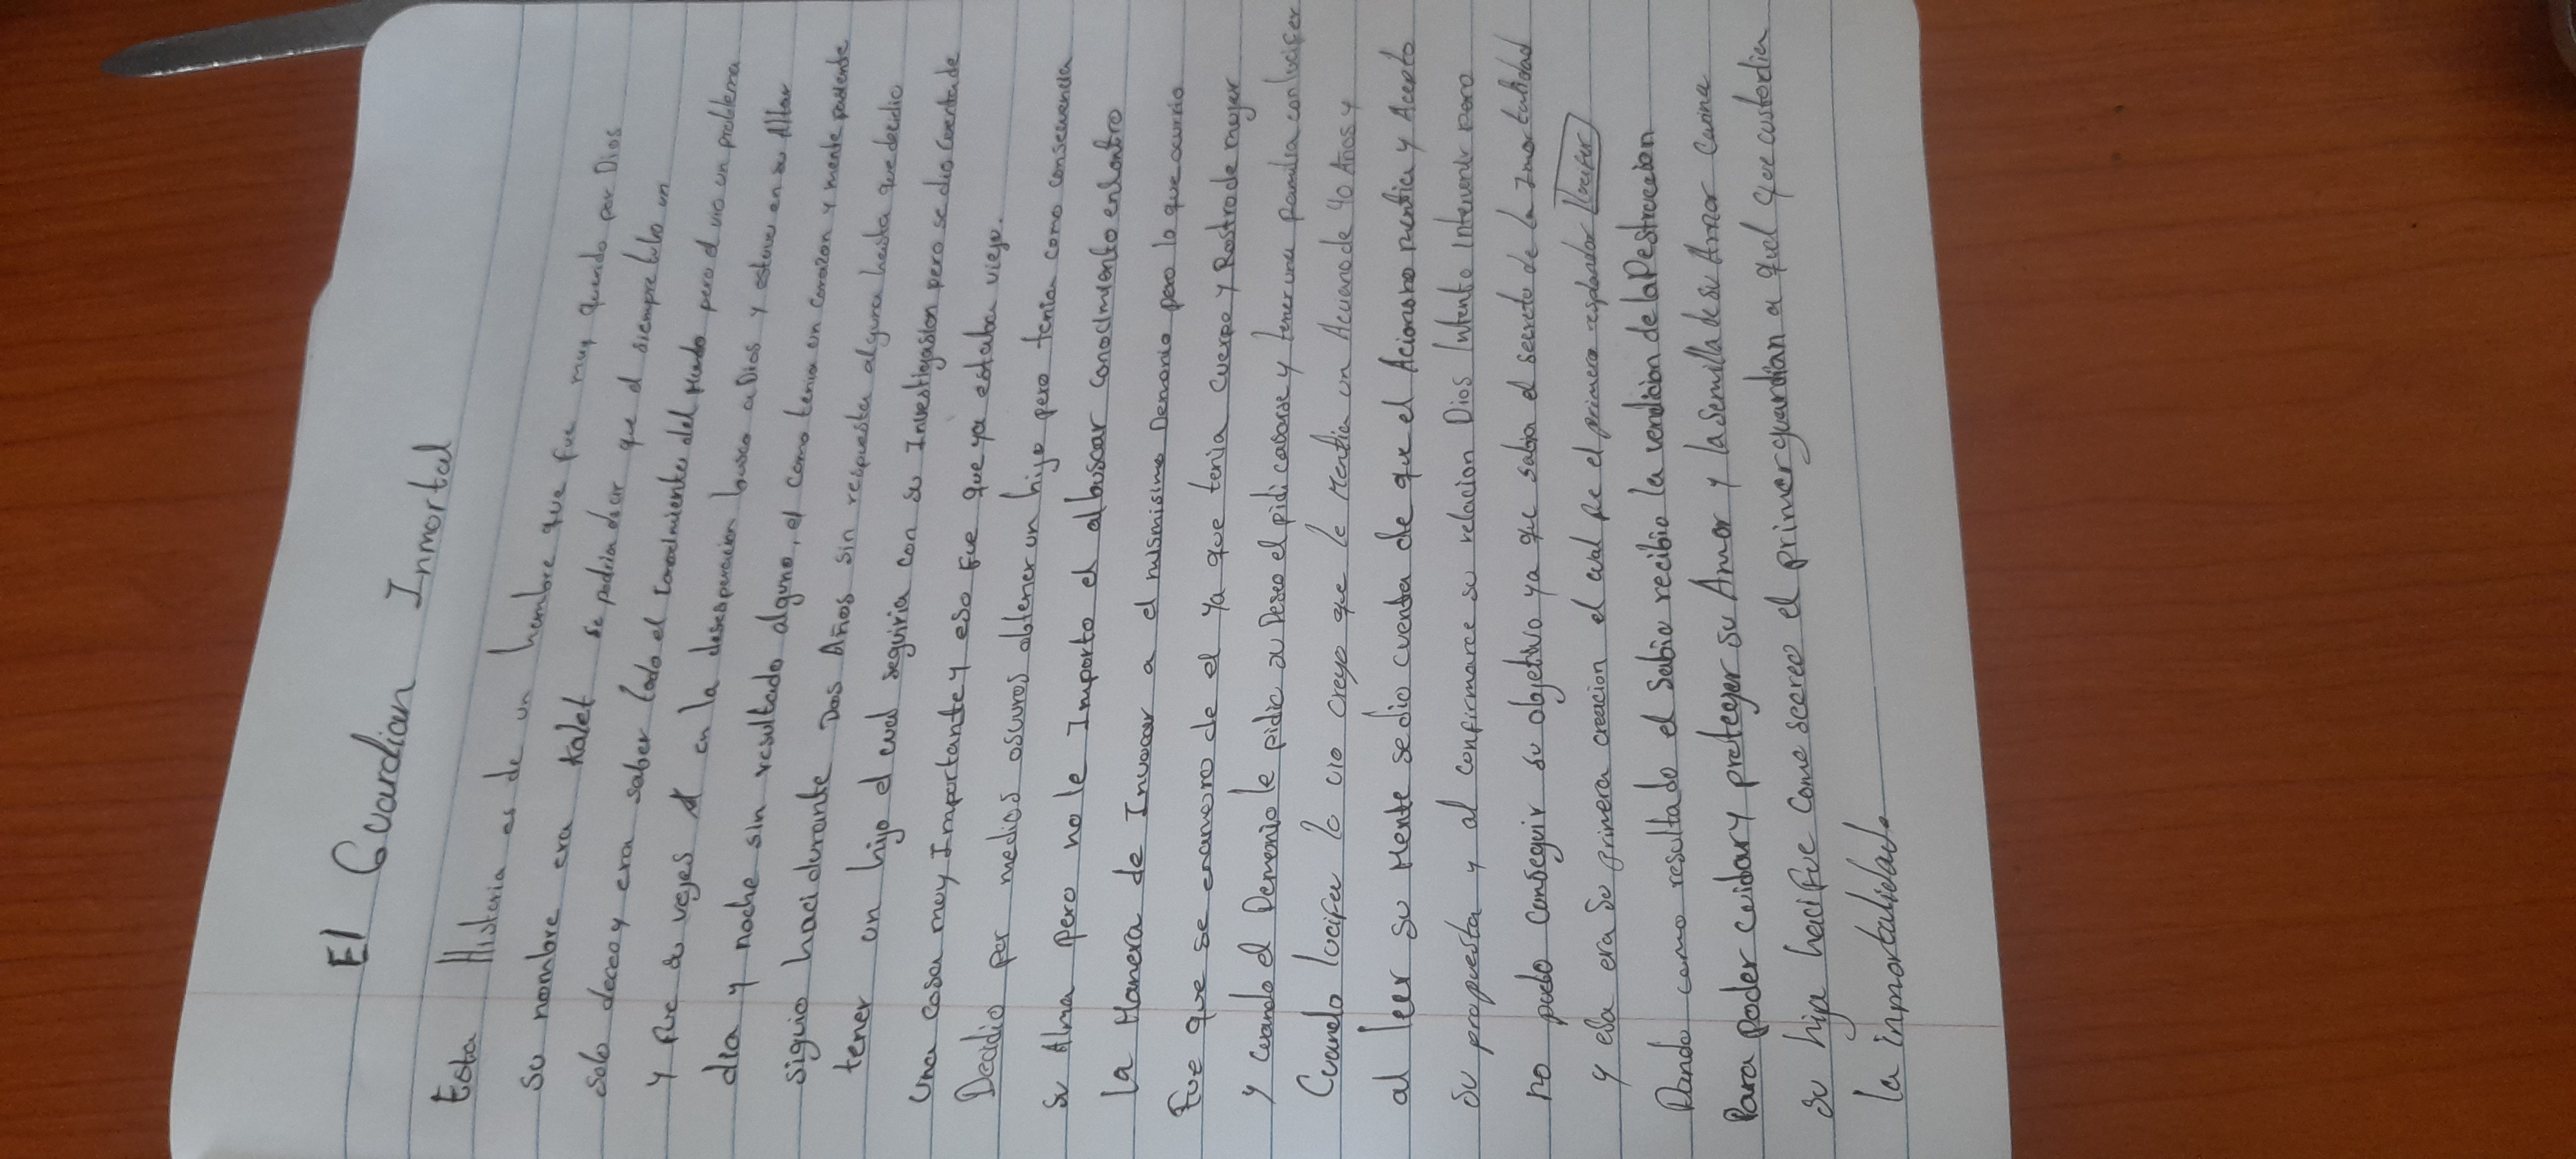 El Guardian Inmortal
Esta Historia es de un hombre que fue muy querido por Dios
su nombre era Kalet se podria decir que el siempre tubo un
solo deceo y era saber todo el conocimiento del Mundo pero el vio un problema
y fue su vejes en la desesperacion busco a Dios y estuvo en su Altar
dia y noche sin resultado alguno, el como tenia un corazon y mente paciente
siguio haci durante Dos Años sin respuesta alguna hasta que decidio
tener un hijo el cual seguiria con su Investigasion pero se dio cuenta de
una cosa muy Importante y eso fue que ya estaba viejo.
Decidio por medios oscuros obtener un hijo pero tenia como consecuencia
su Alma pero no le Importo el al buscar conocimiento encontro
la Manera de Invocar a el mismisimo Demonio pero lo que ocurrio
Fue que se enamoro de el ya que tenia cuerpo y Rostro de mujer
y cuando el Demonio le pidio su Deseo el pidi casarse y tener una familia con lucifer
Cuando lucifer lo vio creyo que le Mentia un Acuano de 40 Años y
al leer su Mente se dio cuenta de que el Aciano no mentia y Acepto
su propuesta y al confirmarce su relacion Dios Intento Intervenir pero
no pudo conseguir su objetivo ya que sabia el secreto de la Inmortalidad
y esa era su primera creacion el cual fue el primera resplandor lucifer
Dando como resultado el Sabio recibio la vendicion de la Destruccion
Para poder cuidar y proteger su Amor y la Semilla de su Amor Carina
su hija haci fue como secreo el primer guardian a quel que custodia
la inmortalidad.